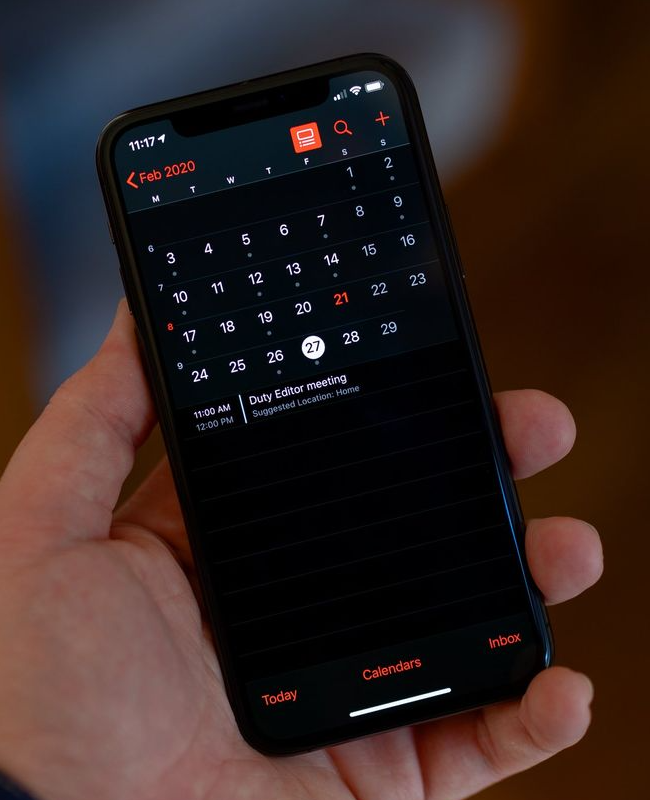 11:17
Feb 2020
M T W T F S S
1 2
6 3 4 5 6 7 8 9
7 10 11 12 13 14 15 16
8 17 18 19 20 21 22 23
9 24 25 26 27 28 29
11:00 AM Duty Editor meeting
12:00 PM Suggested Location: Home
Today Calendars Inbox